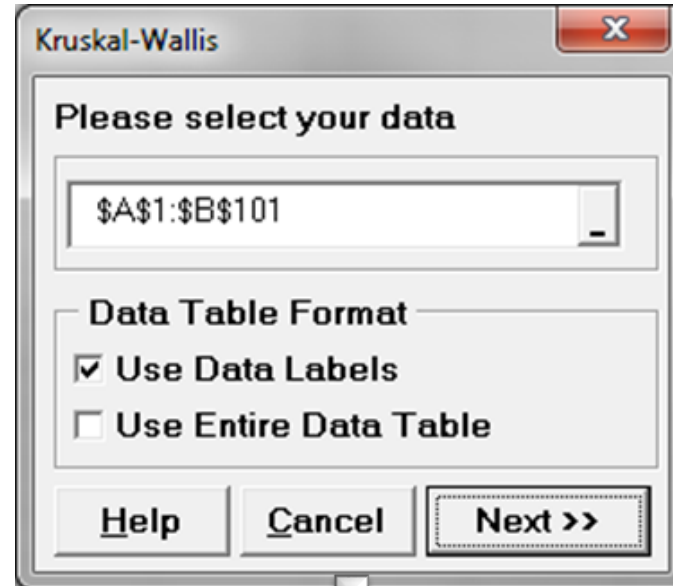 Kruskal-Wallis
Please select your data
$A$1:$B$101
Data Table Format
Use Data Labels
Use Entire Data Table
Help Cancel Next >>